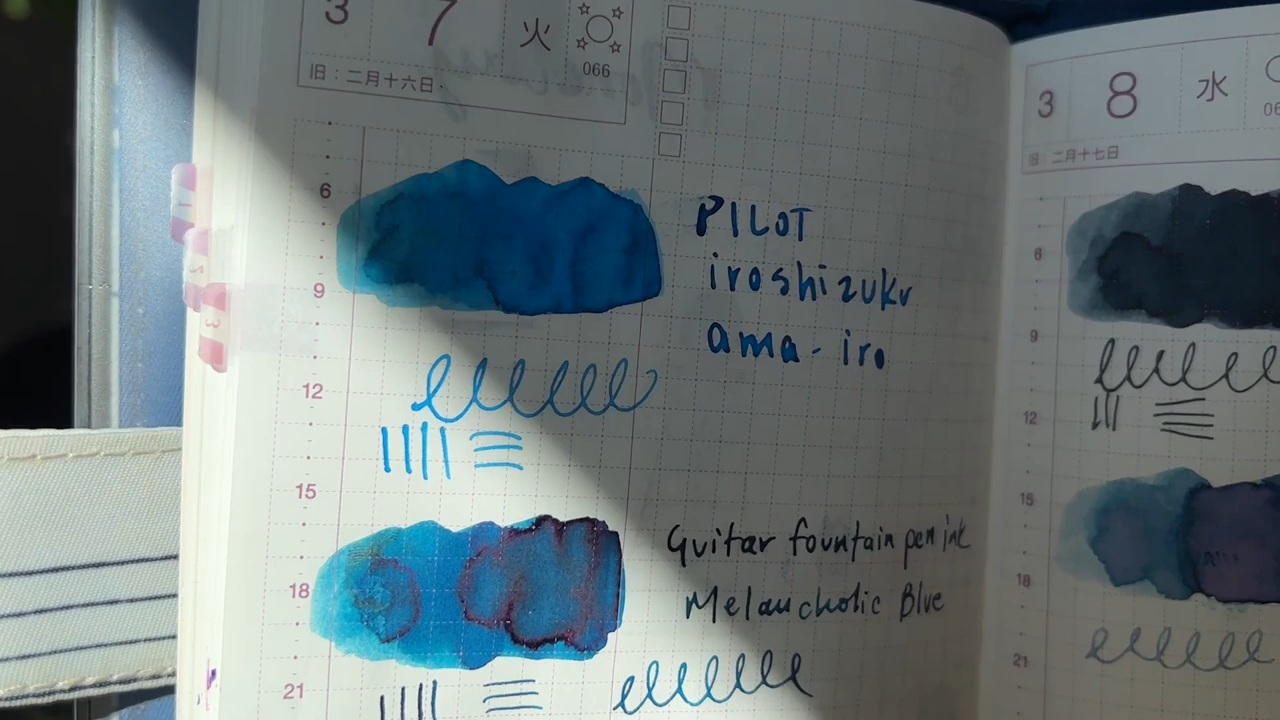 3 7 火
066
旧：二月十六日
6
9
12
15
18
21
PILOT
iroshizuku
ama-iro
Guitar fountain pen ink
Melancholic Blue
3 8 水
旧：二月十七日
6
9
12
15
18
21